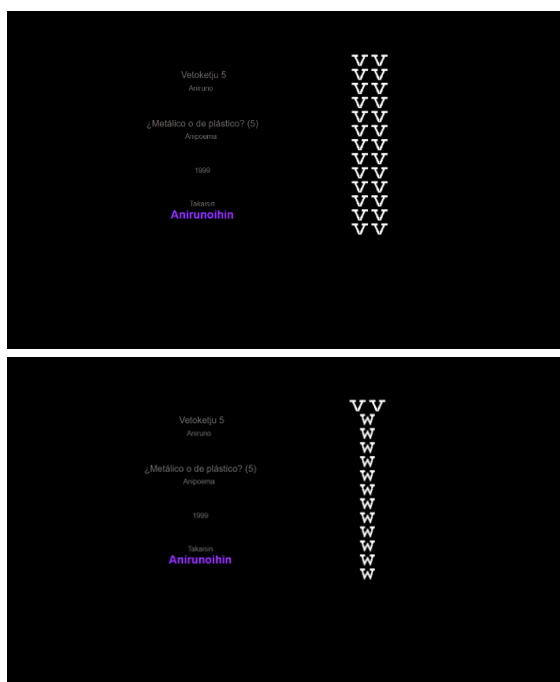 Vetoketju 5
Aniruno
¿Metálico o de plástico? (5)
Anipoema
1999
Takaisin
Anirunoihin
V V
V V
V V
V V
V V
V V
V V
V V
V V
V V
V V
V V
V V
Vetoketju 5
Aniruno
¿Metálico o de plástico? (5)
Anipoema
1999
Takaisin
Anirunoihin
V V
W
W
W
W
W
W
W
W
W
W
W
W